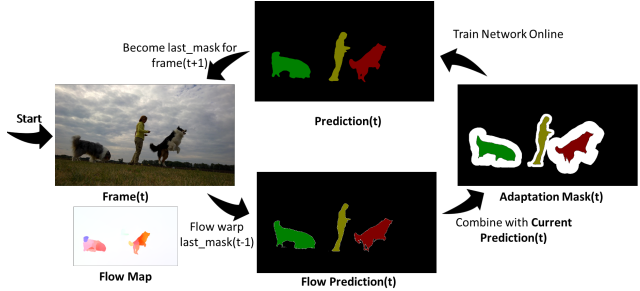 Become last_mask for
frame(t+1)
Train Network Online
Start
Prediction(t)
Frame(t)
Adaptation Mask(t)
Flow warp
last_mask(t-1)
Combine with Current
Prediction(t)
Flow Map
Flow Prediction(t)